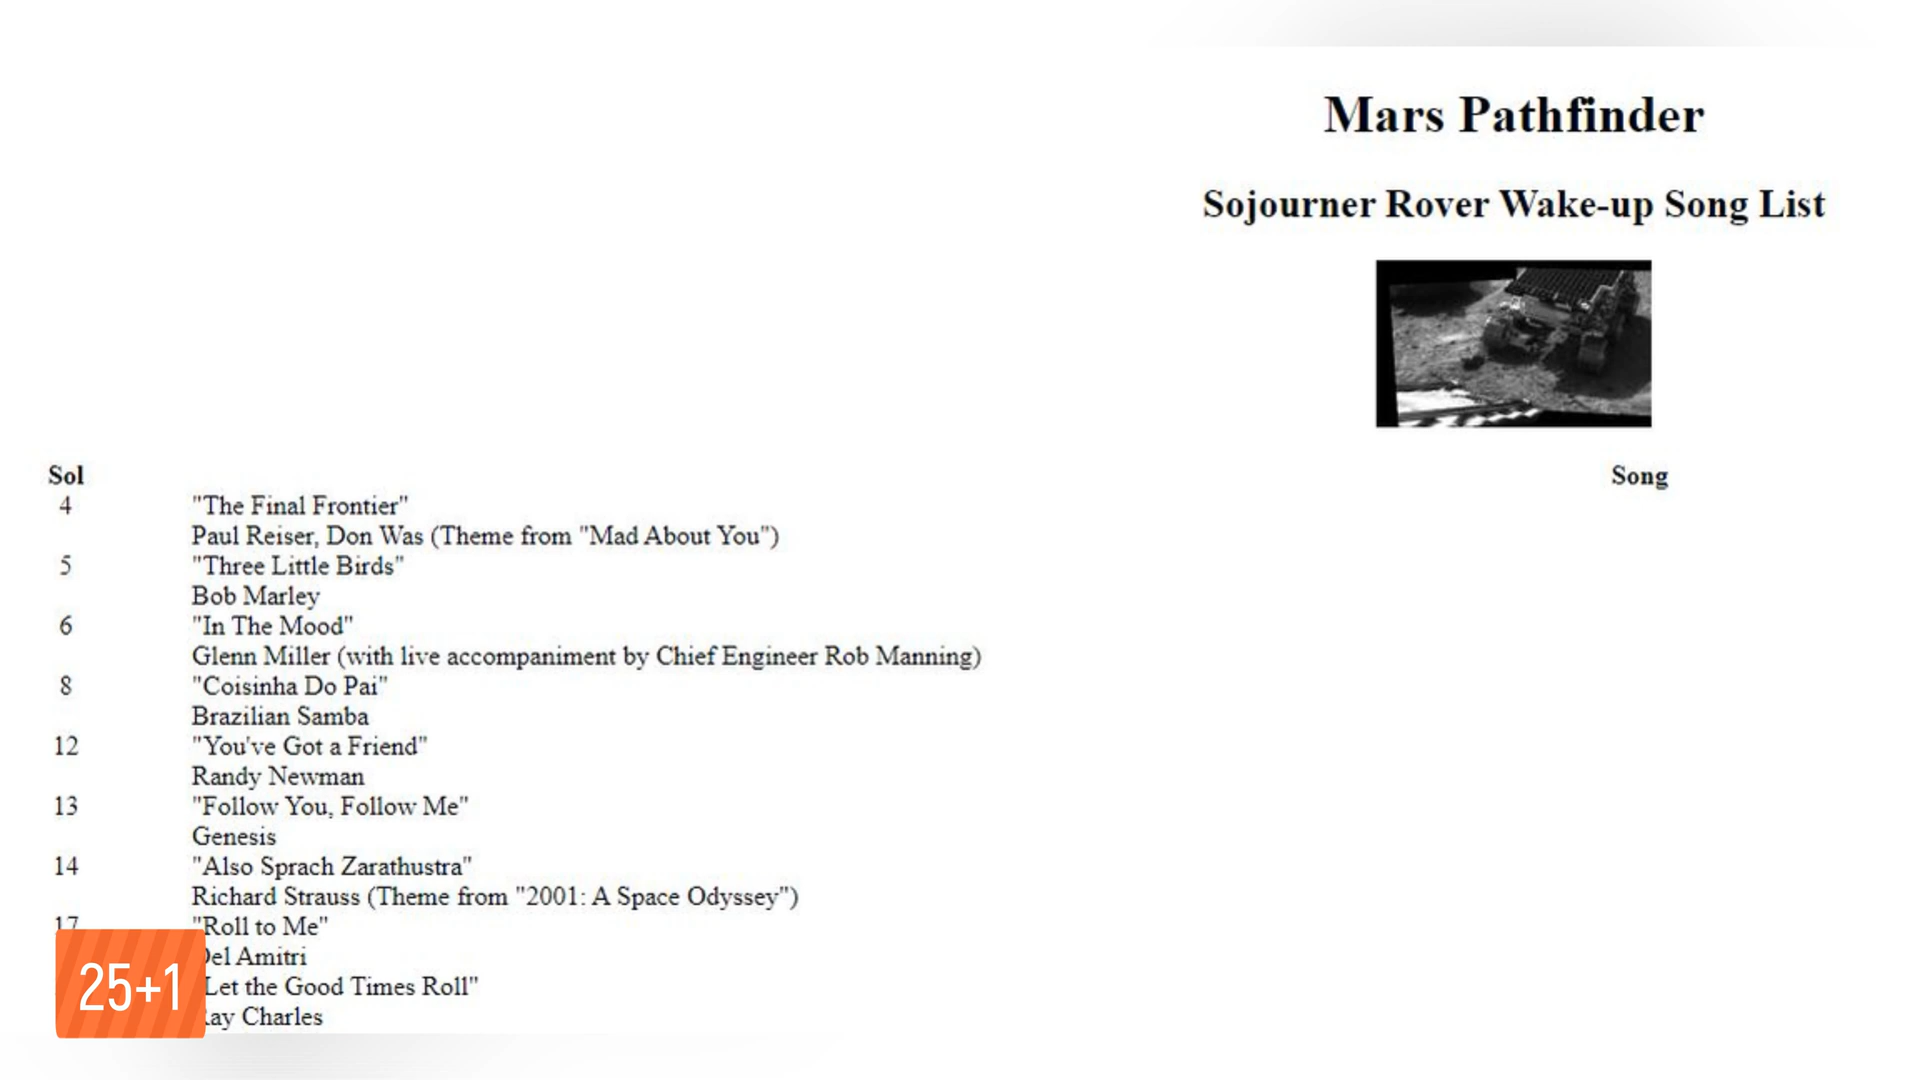 Mars Pathfinder
Sojourner Rover Wake-up Song List
Sol Song
4 "The Final Frontier"
Paul Reiser, Don Was (Theme from "Mad About You")
5 "Three Little Birds"
Bob Marley
6 "In The Mood"
Glenn Miller (with live accompaniment by Chief Engineer Rob Manning)
8 "Coisinha Do Pai"
Brazilian Samba
12 "You've Got a Friend"
Randy Newman
13 "Follow You, Follow Me"
Genesis
14 "Also Sprach Zarathustra"
Richard Strauss (Theme from "2001: A Space Odyssey")
17 "Roll to Me"
Del Amitri
"Let the Good Times Roll"
Ray Charles
25+1